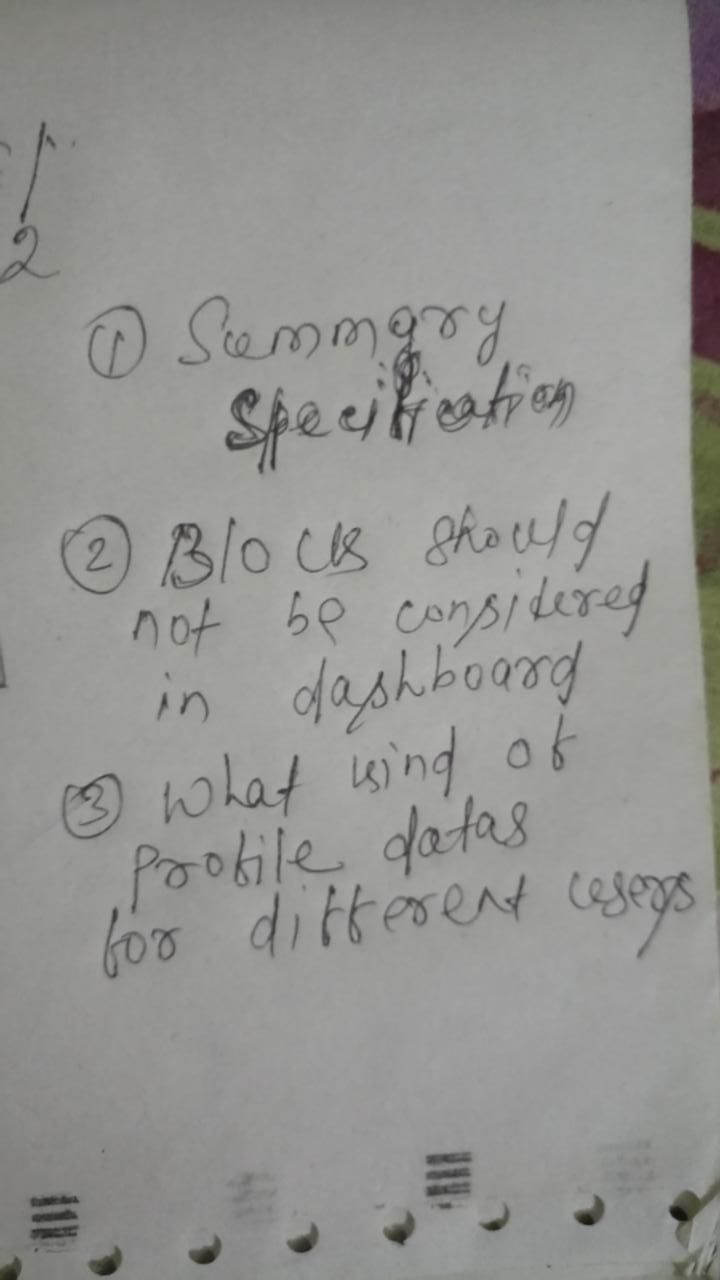 2
① Summary
Specification
② Blocks should
not be considered
in dashboard
③ What kind of
profile datas
for different users